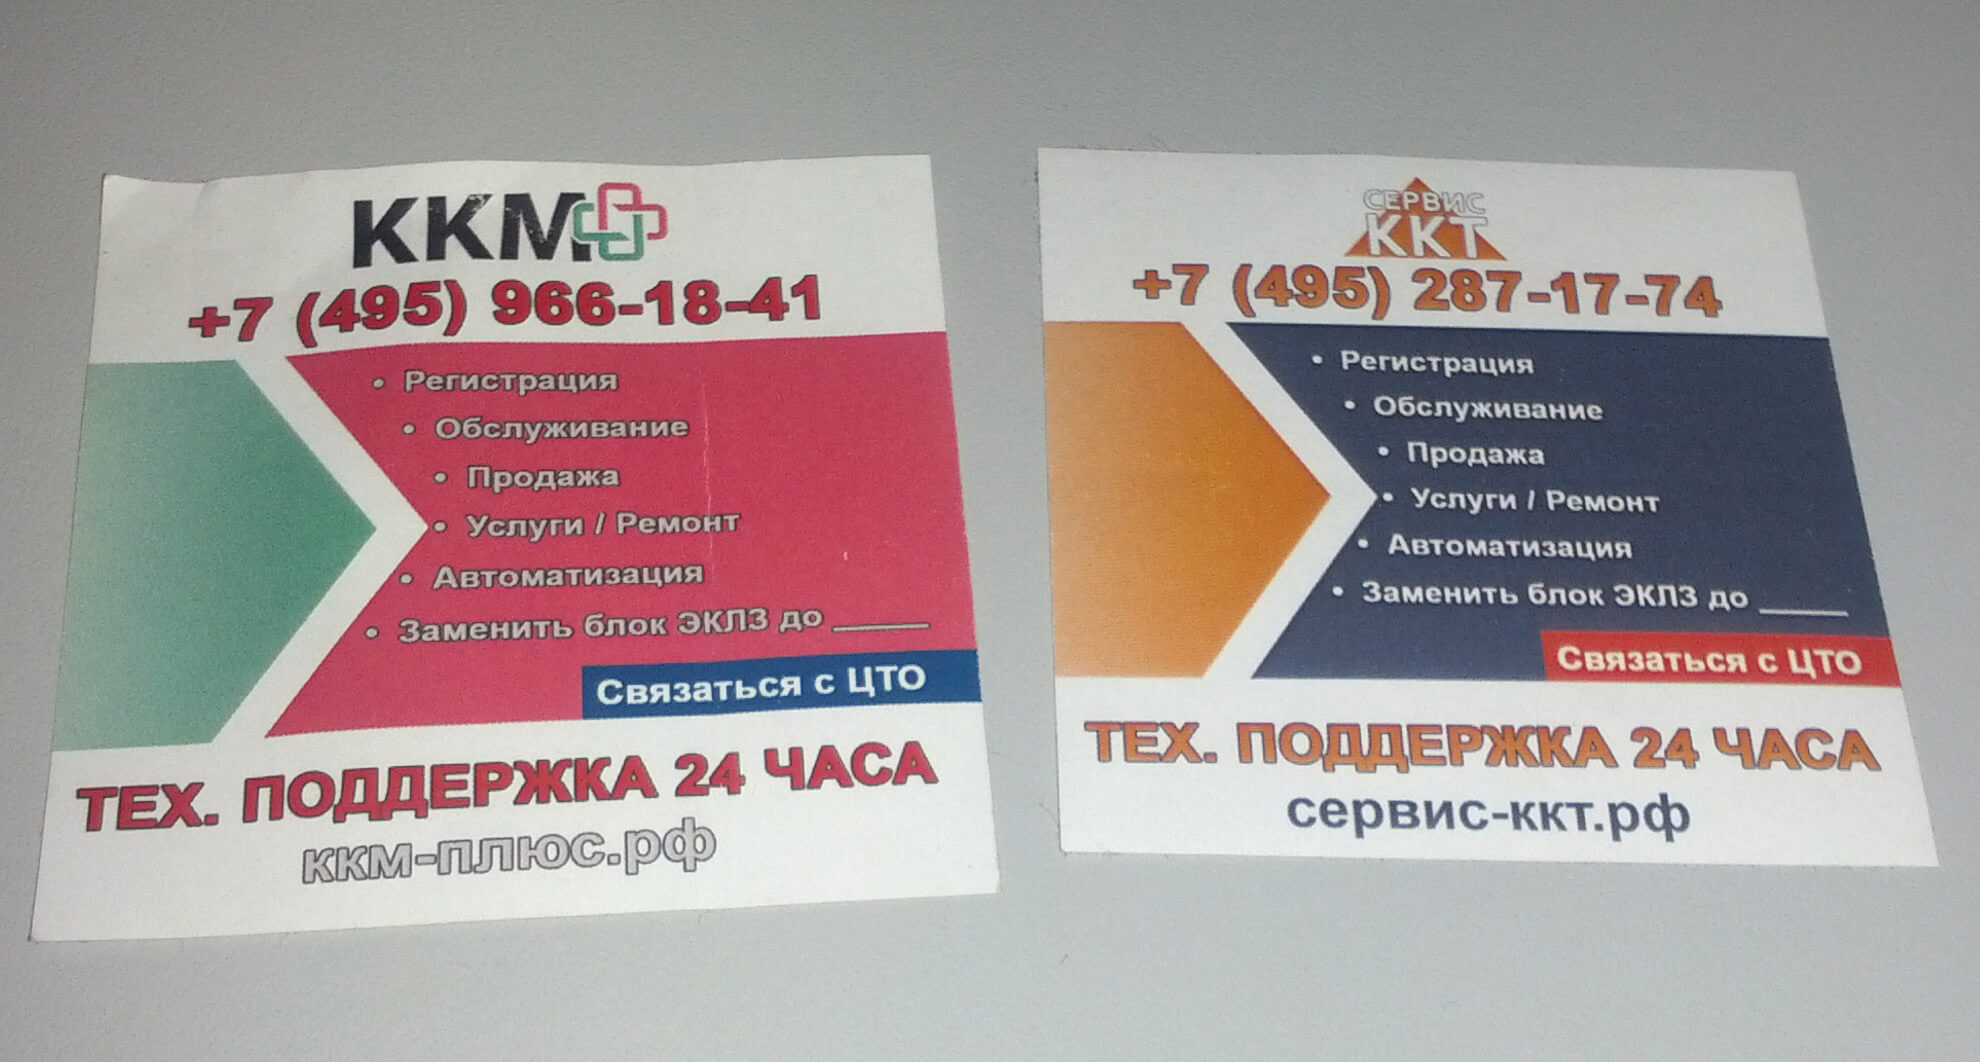 ККМ
+7 (495) 966-18-41
• Регистрация
• Обслуживание
• Продажа
• Услуги / Ремонт
• Автоматизация
• Заменить блок ЭКЛЗ до ______
Связаться с ЦТО
ТЕХ. ПОДДЕРЖКА 24 ЧАСА
ккм-плюс.рф
СЕРВИС
ККТ
+7 (495) 287-17-74
• Регистрация
• Обслуживание
• Продажа
• Услуги / Ремонт
• Автоматизация
• Заменить блок ЭКЛЗ до ______
Связаться с ЦТО
ТЕХ. ПОДДЕРЖКА 24 ЧАСА
сервис-ккт.рф